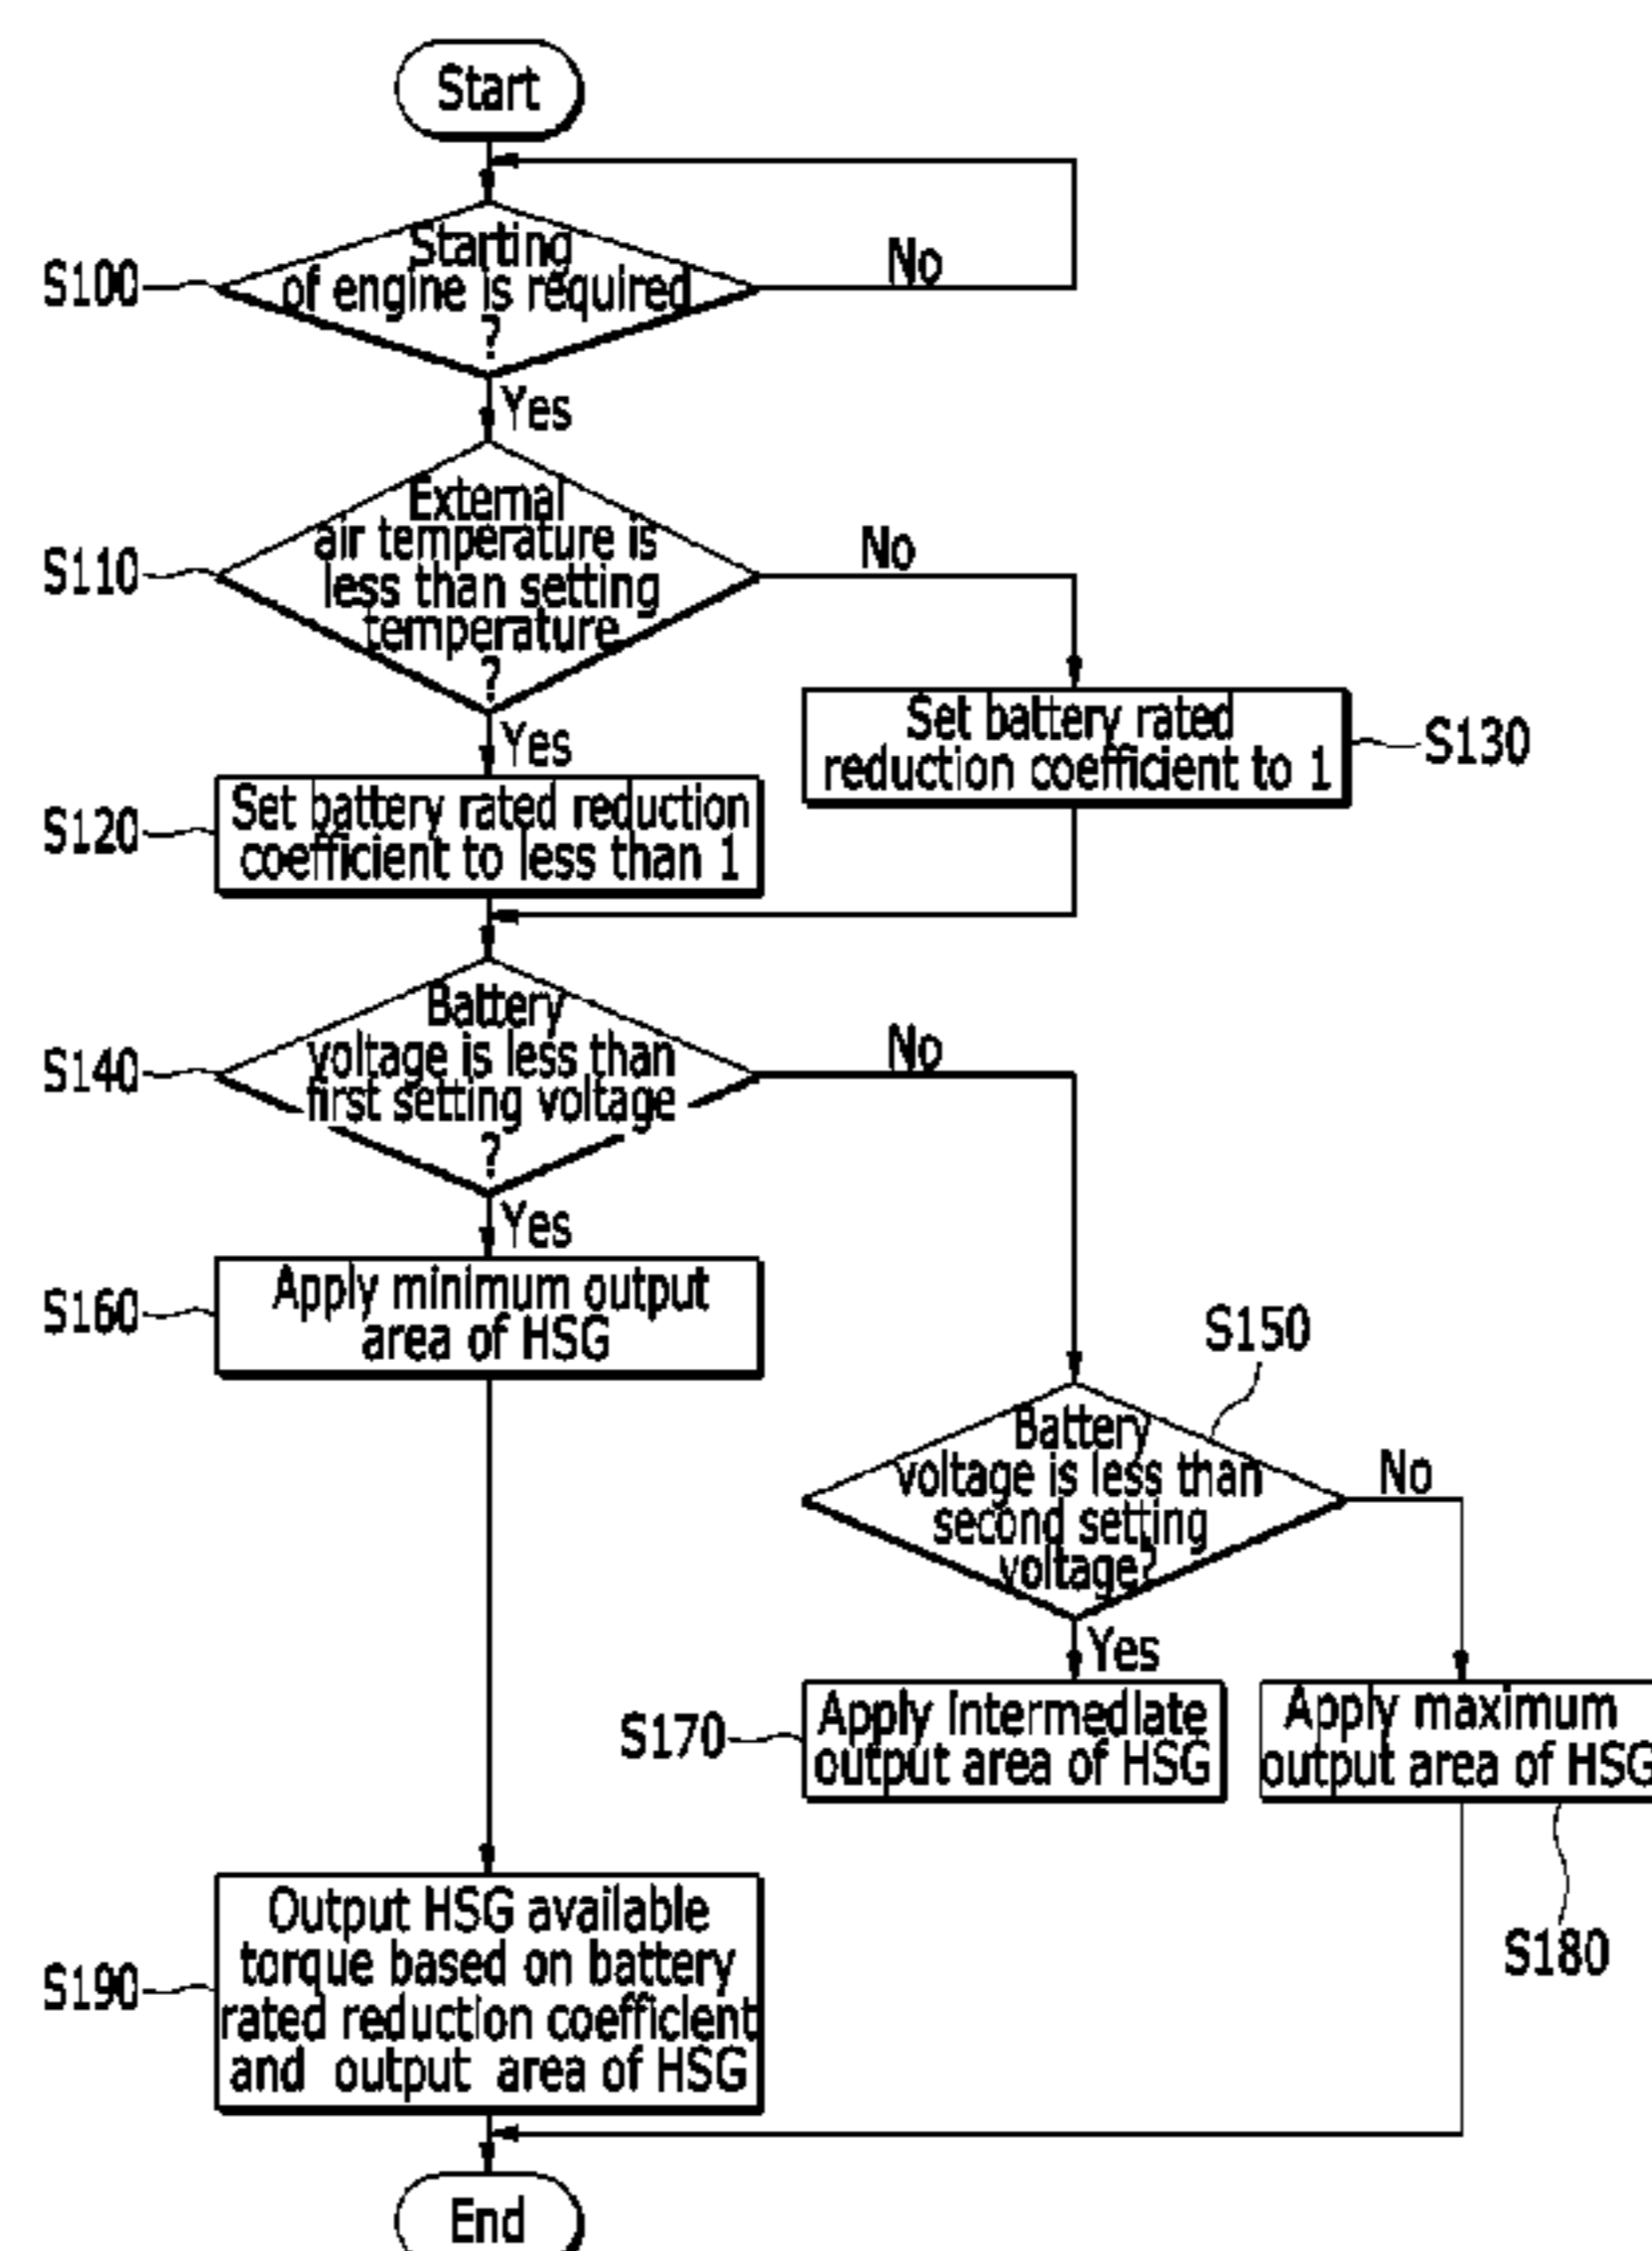 Start
Starting
of engine is required
?
S100
No
Yes
External
air temperature is
less than setting
temperature
?
S110
No
Yes
Set battery rated
reduction coefficient to 1
S130
Set battery rated reduction
coefficient to less than 1
S120
Battery
voltage is less than
first setting voltage
?
S140
No
Yes
Apply minimum output
area of HSG
S160
S150
Battery
voltage is less than
second setting
voltage?
No
Yes
S170
Apply intermediate
output area of HSG
Apply maximum
output area of HSG
S180
Output HSG available
torque based on battery
rated reduction coefficient
and output area of HSG
S190
End